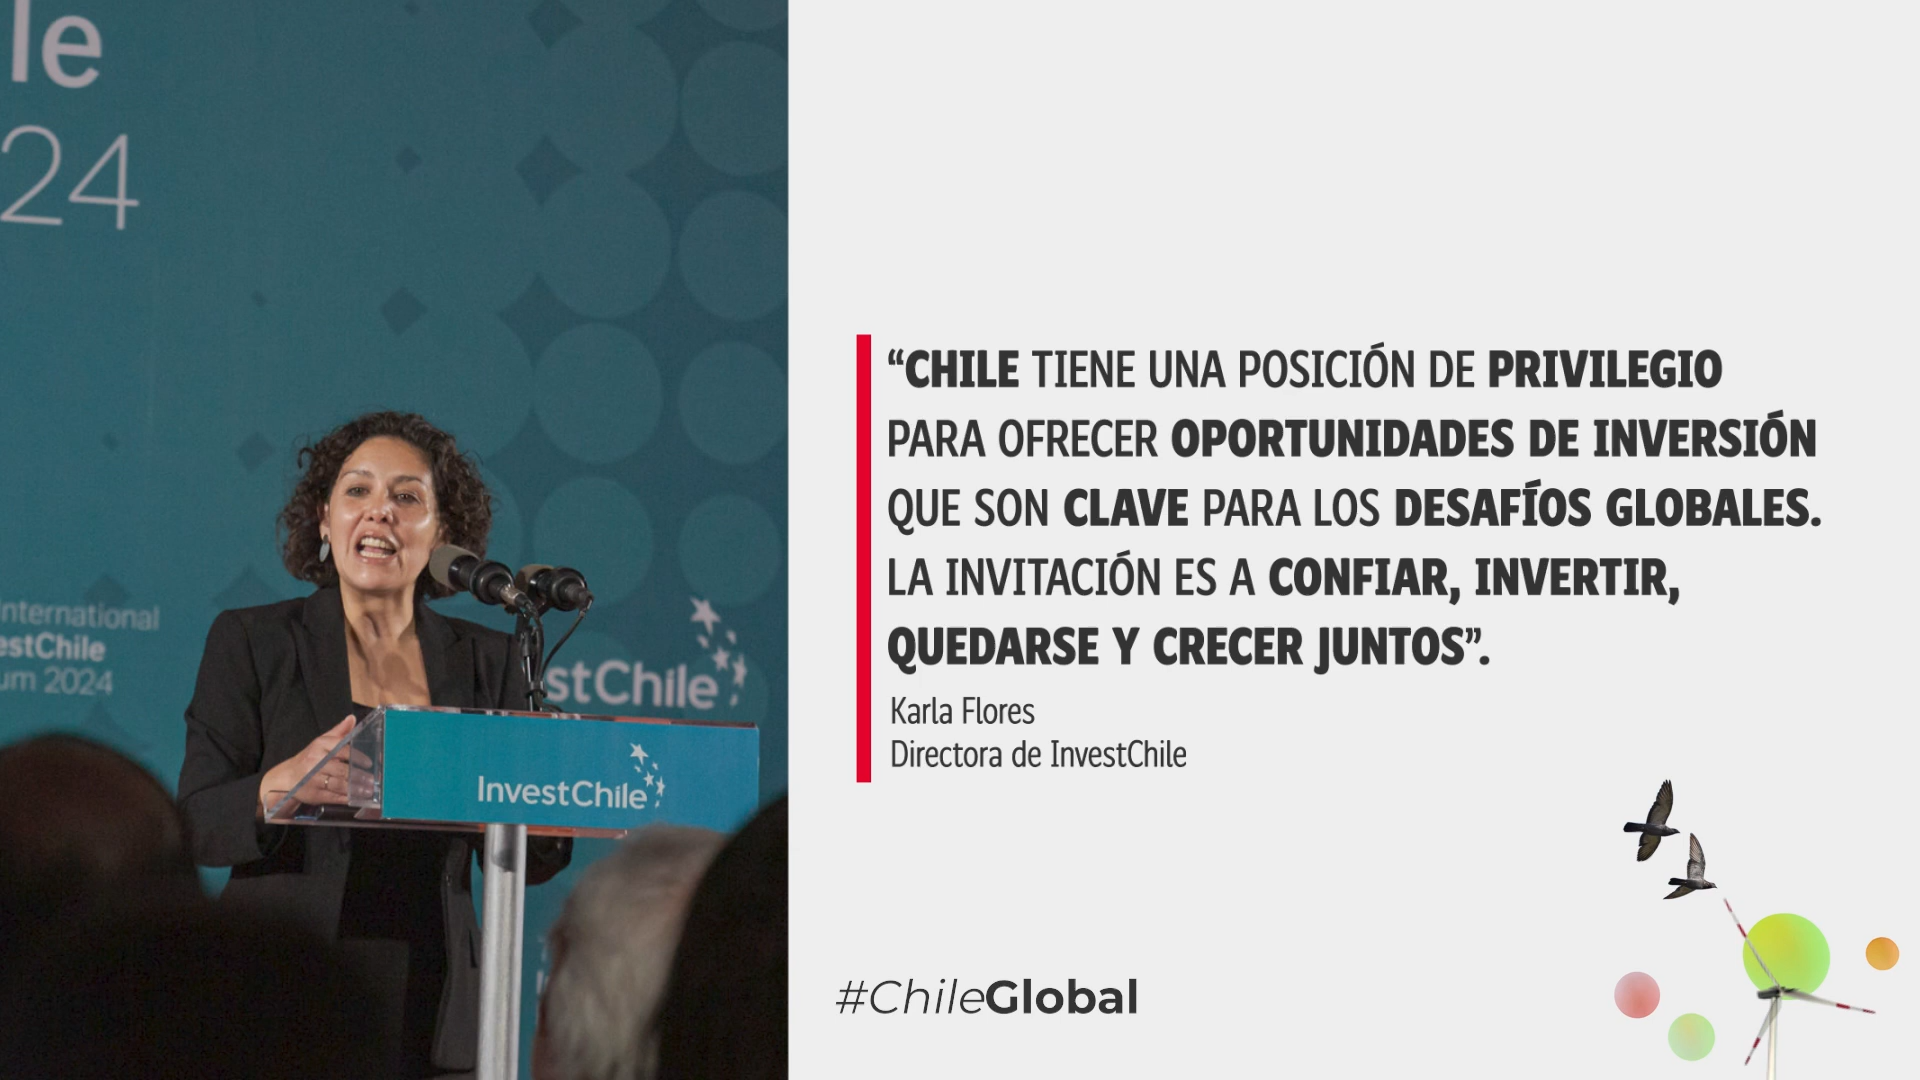 le
24
International
estChile
um 2024
stChile
InvestChile
“CHILE TIENE UNA POSICIÓN DE PRIVILEGIO
PARA OFRECER OPORTUNIDADES DE INVERSIÓN
QUE SON CLAVE PARA LOS DESAFÍOS GLOBALES.
LA INVITACIÓN ES A CONFIAR, INVERTIR,
QUEDARSE Y CRECER JUNTOS”.
Karla Flores
Directora de InvestChile
#ChileGlobal